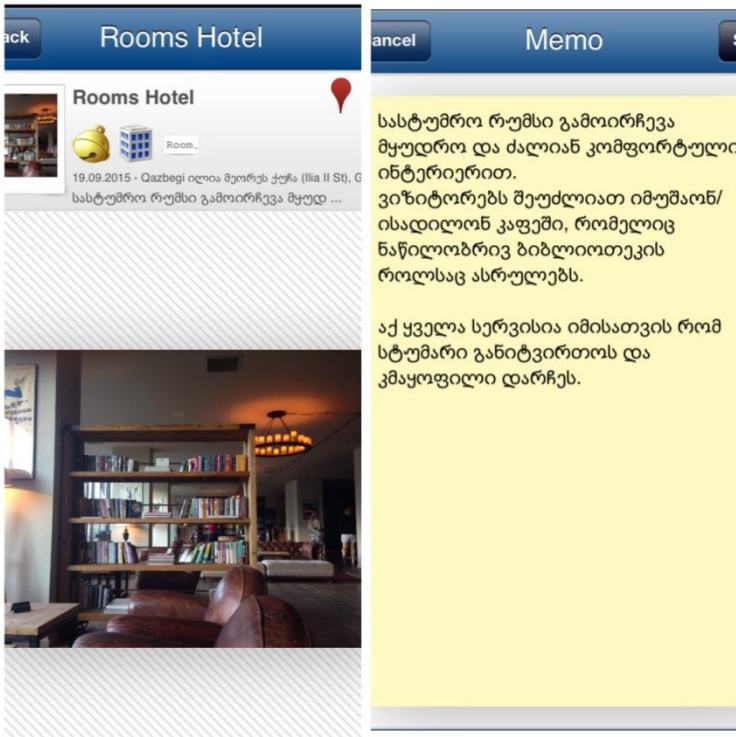 ack
Rooms Hotel
Rooms Hotel
Room.
19.09.2015 - Qazbegi ილია მეორეს ქუჩა (Ilia II St), G
სასტუმრო რუმსი გამოირჩევა მყუდ ...
ancel
Memo
S
სასტუმრო რუმსი გამოირჩევა
მყუდრო და ძალიან კომფორტული
ინტერიერით.
ვიზიტორებს შეუძლიათ იმუშაონ/
ისადილონ კაფეში, რომელიც
ნაწილობრივ ბიბლიოთეკის
როლსაც ასრულებს.
აქ ყველა სერვისია იმისათვის რომ
სტუმარი განიტვირთოს და
კმაყოფილი დარჩეს.